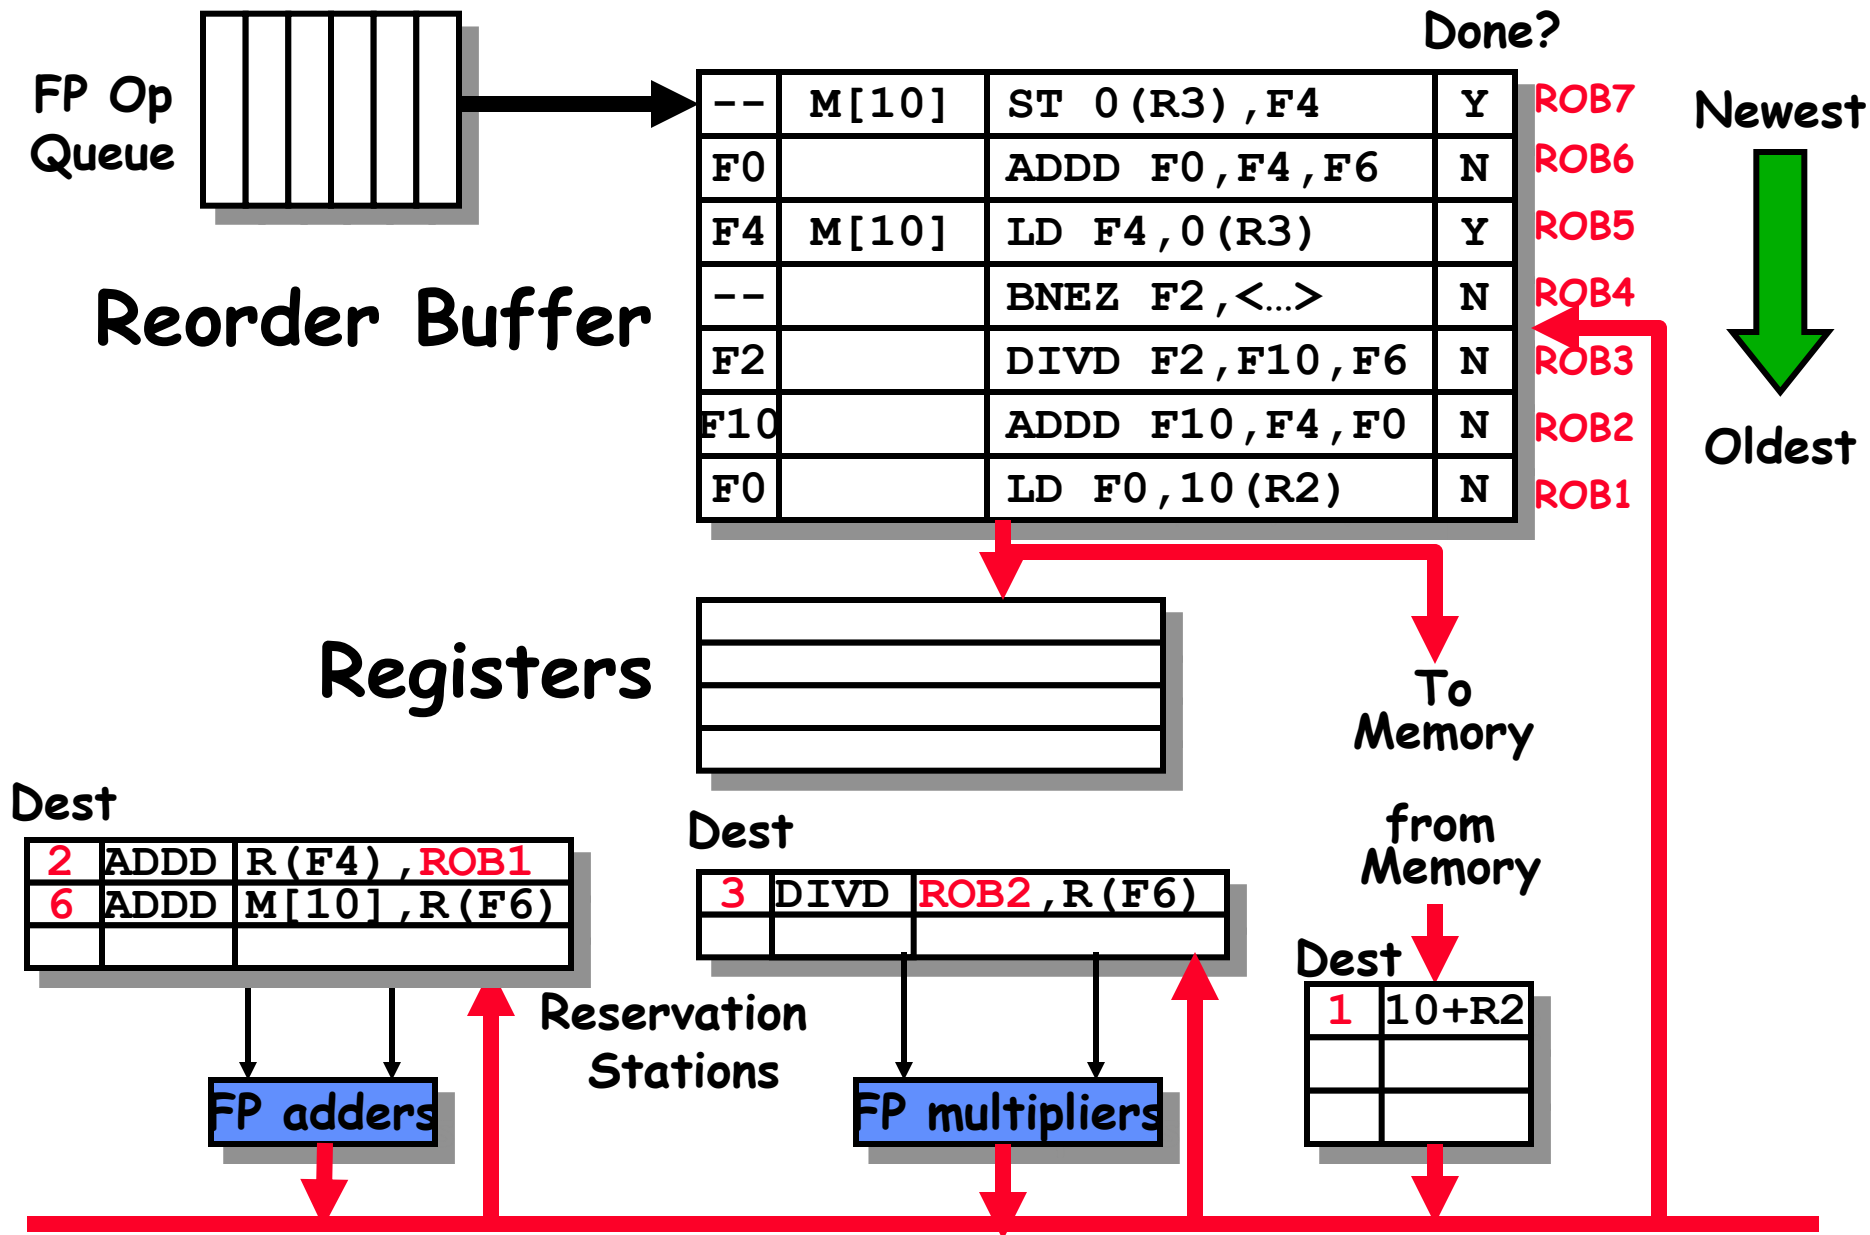 Done?
FP Op
Queue
-- M[10] ST 0(R3),F4 Y ROB7
F0 ADDD F0,F4,F6 N ROB6
F4 M[10] LD F4,0(R3) Y ROB5
-- BNEZ F2,<…> N ROB4
F2 DIVD F2,F10,F6 N ROB3
F10 ADDD F10,F4,F0 N ROB2
F0 LD F0,10(R2) N ROB1
Newest
Oldest
Reorder Buffer
Registers
To
Memory
from
Memory
Dest
2 ADDD R(F4),ROB1
6 ADDD M[10],R(F6)
Dest
3 DIVD ROB2,R(F6)
Dest
1 10+R2
Reservation
Stations
FP adders
FP multipliers